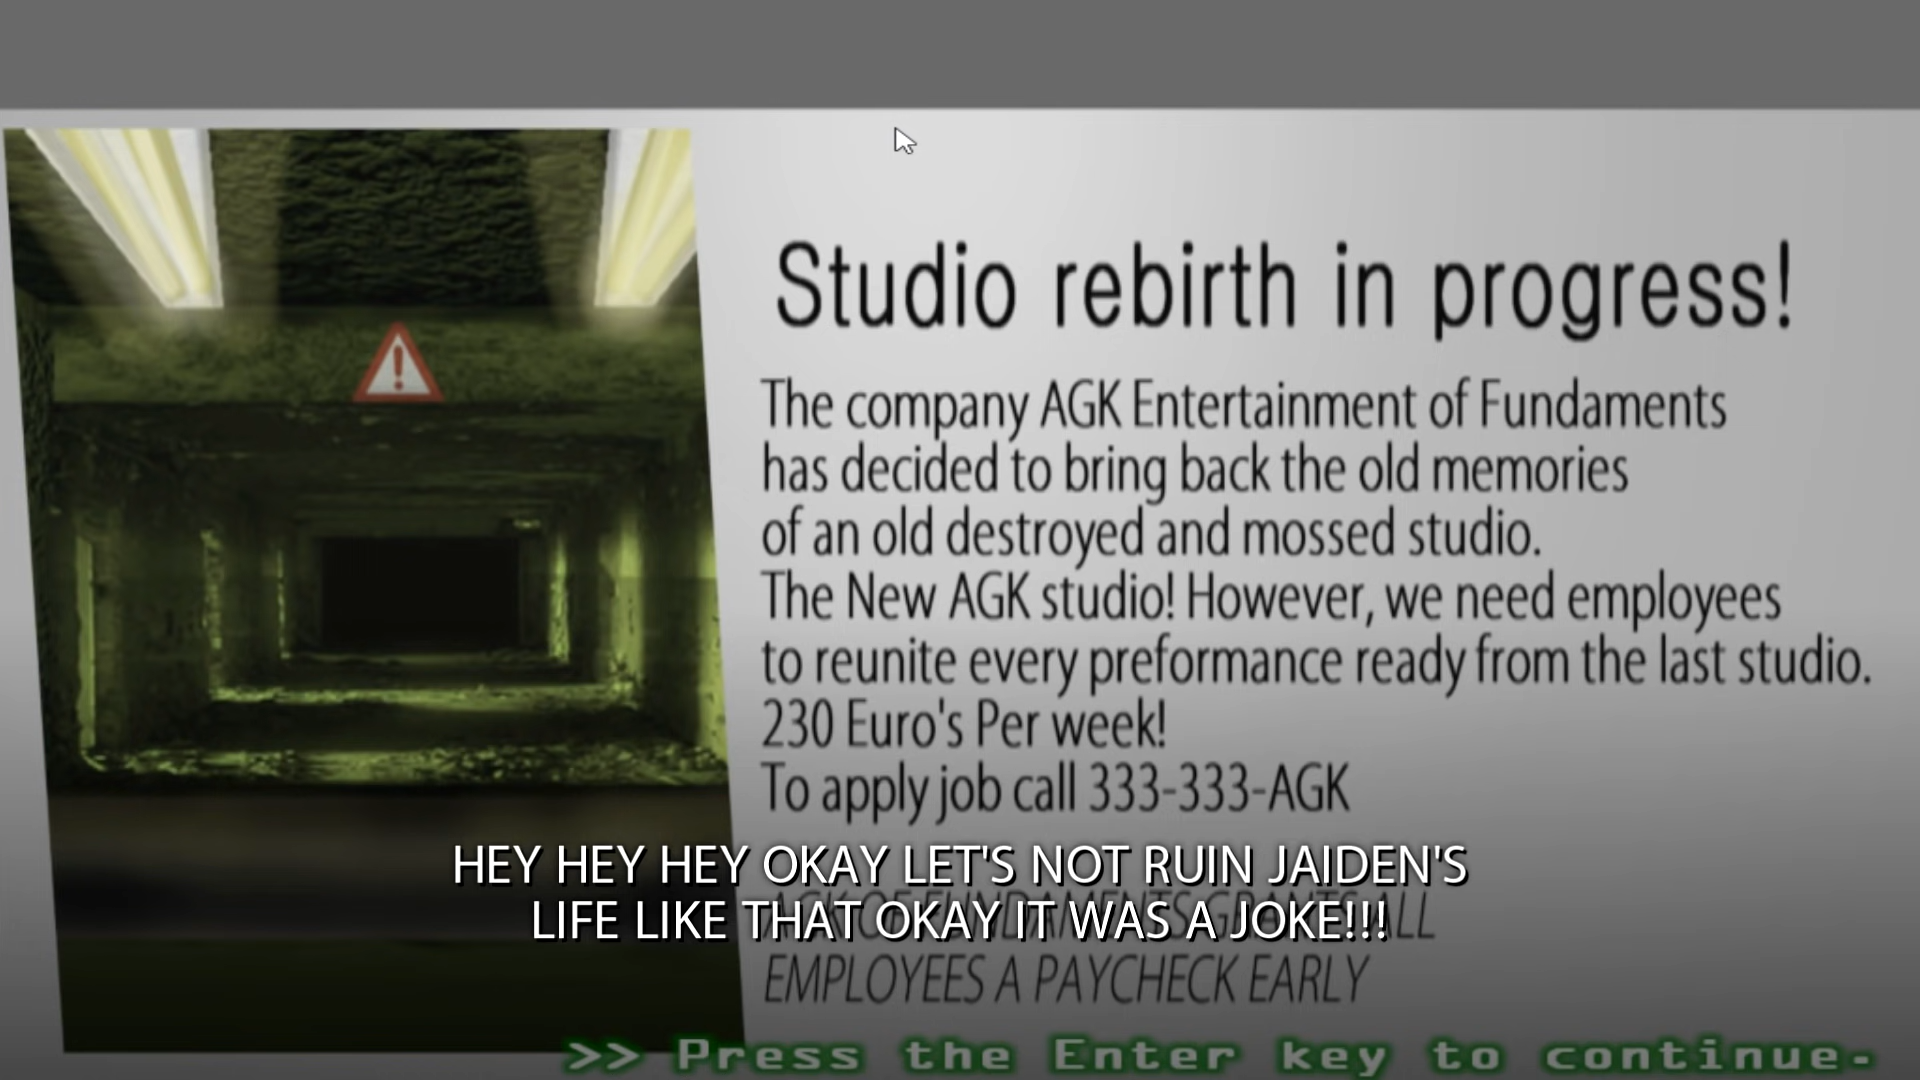 Studio rebirth in progress!
The company AGK Entertainment of Fundaments
has decided to bring back the old memories
of an old destroyed and mossed studio.
The New AGK studio! However, we need employees
to reunite every preformance ready from the last studio.
230 Euro's Per week!
To apply job call 333-333-AGK
HEY HEY HEY OKAY LET'S NOT RUIN JAIDEN'S
LIFE LIKE THAT OKAY IT WAS A JOKE!!!
OF FUNDAMENTS ALL
EMPLOYEES A PAYCHECK EARLY
>> Press the Enter key to continue-